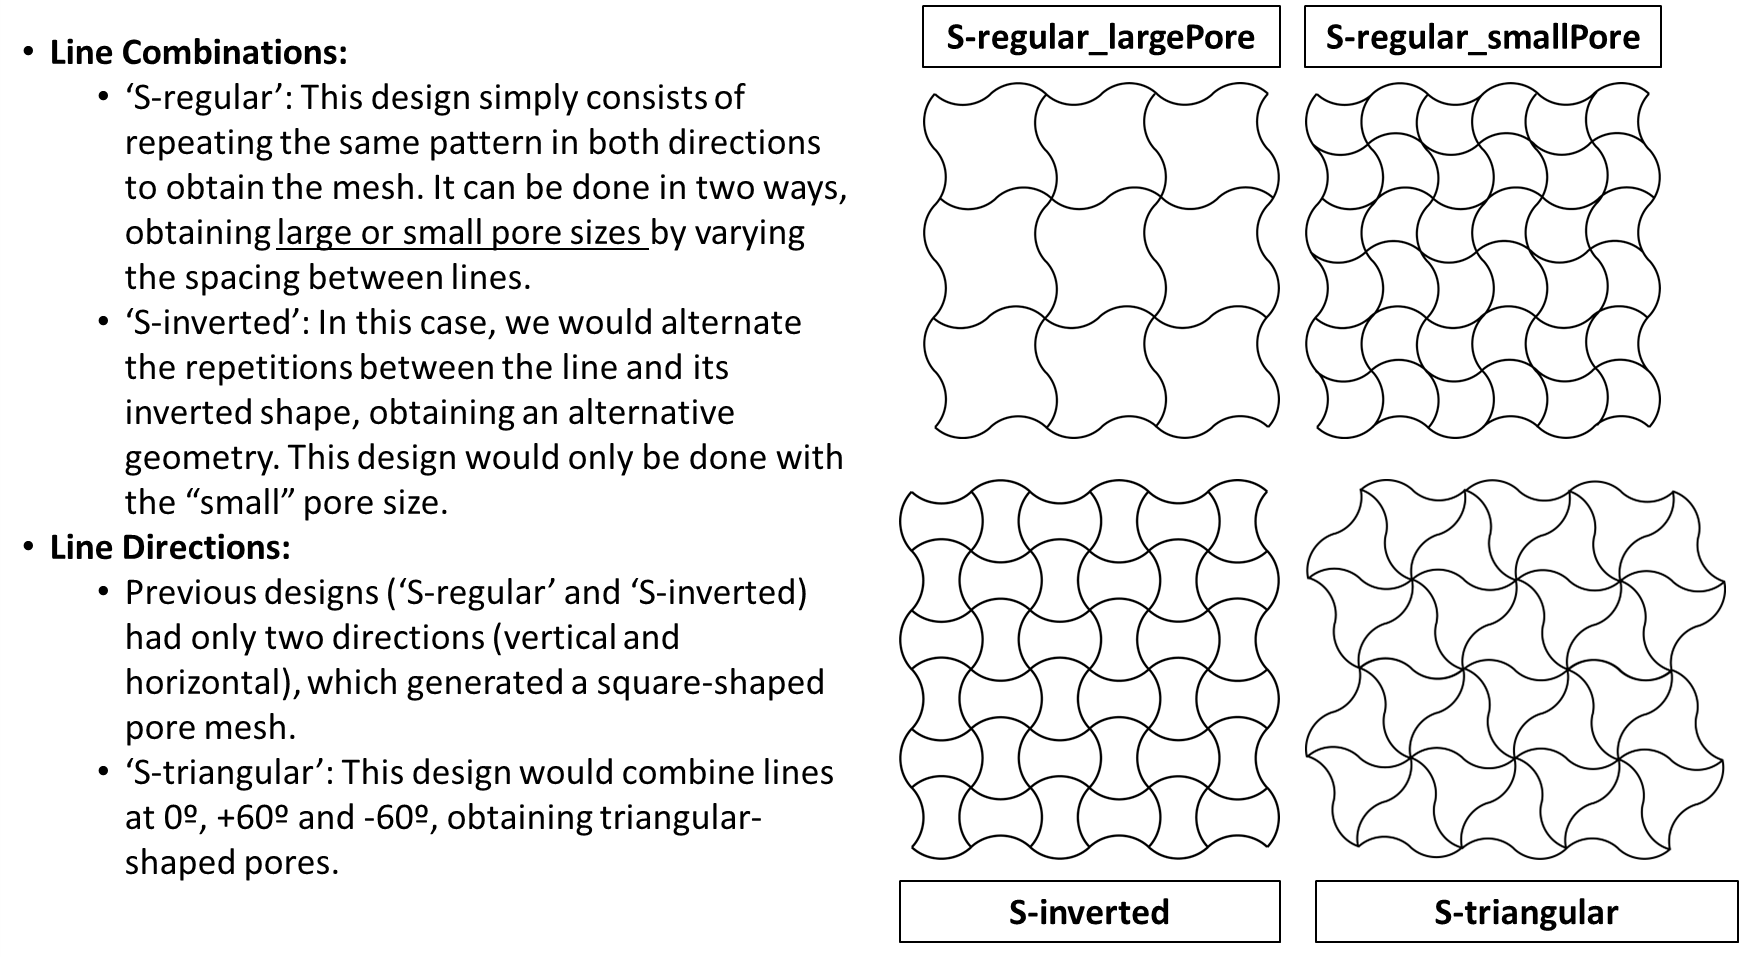 • Line Combinations:
• ‘S-regular’: This design simply consists of
repeating the same pattern in both directions
to obtain the mesh. It can be done in two ways,
obtaining large or small pore sizes by varying
the spacing between lines.
• ‘S-inverted’: In this case, we would alternate
the repetitions between the line and its
inverted shape, obtaining an alternative
geometry. This design would only be done with
the “small” pore size.
• Line Directions:
• Previous designs (‘S-regular’ and ‘S-inverted)
had only two directions (vertical and
horizontal), which generated a square-shaped
pore mesh.
• ‘S-triangular’: This design would combine lines
at 0º, +60º and -60º, obtaining triangular-
shaped pores.
S-regular_largePore
S-regular_smallPore
S-inverted
S-triangular